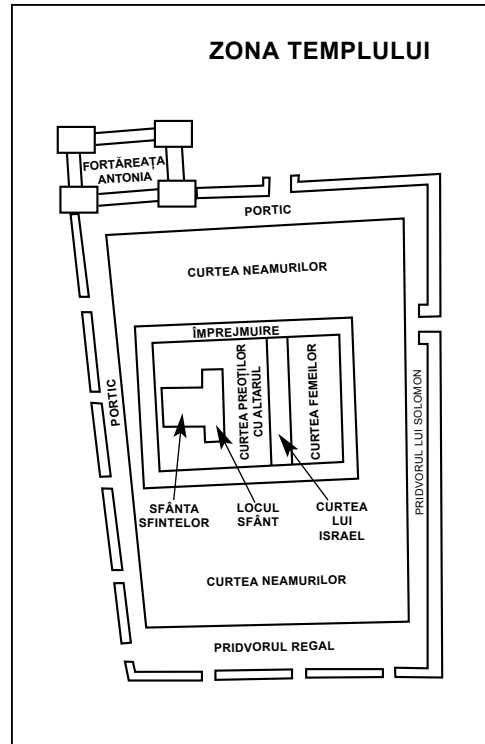 ZONA TEMPLULUI
FORTĂREAȚA
ANTONIA
PORTIC
CURTEA NEAMURILOR
ÎMPREJMUIRE
PORTIC
CURTEA PREOȚILOR
CU ALTARUL
CURTEA FEMEILOR
PRIDVORUL LUI SOLOMON
SFÂNTA
SFINTELOR
LOCUL
SFÂNT
CURTEA
LUI
ISRAEL
CURTEA NEAMURILOR
PRIDVORUL REGAL